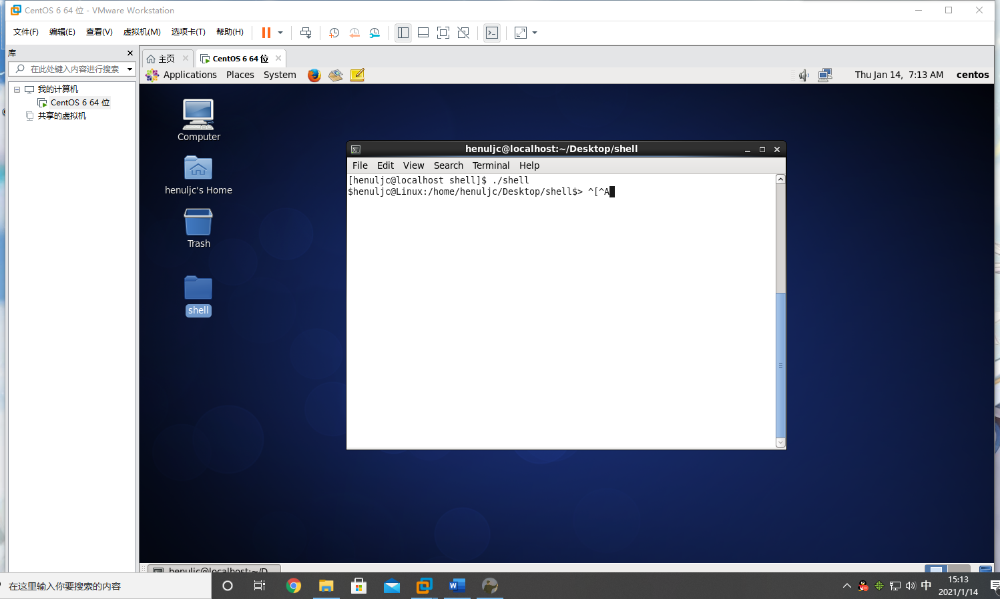 CentOS 6 64 位 - VMware Workstation
文件(F) 编辑(E) 查看(V) 虚拟机(M) 选项卡(T) 帮助(H)
库
在此处键入内容进行搜索
我的计算机
CentOS 6 64 位
共享的虚拟机
主页
CentOS 6 64 位
Applications Places System
Thu Jan 14, 7:13 AM centos
Computer
henuljc's Home
Trash
shell
henuljc@localhost:~/Desktop/shell
File Edit View Search Terminal Help
[henuljc@localhost shell]$ ./shell
$henuljc@Linux:/home/henuljc/Desktop/shell$> ^[^A
henuljc@localhost:~/D
在这里输入你要搜索的内容
中
15:13
2021/1/14